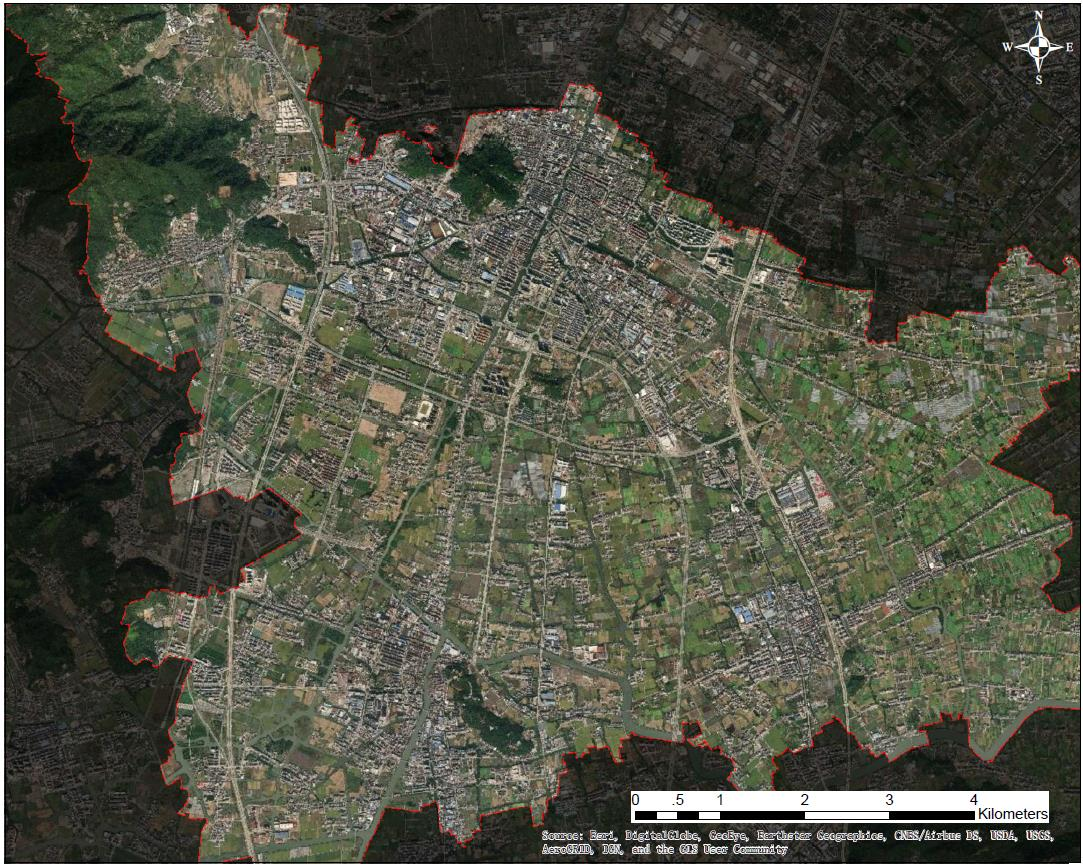 N
W E
S
0 .5 1 2 3 4
Kilometers
Source: Esri, DigitalGlobe, GeoEye, Earthstar Geographics, CNES/Airbus DS, USDA, USGS,
AeroGRID, IGN, and the GIS User Community